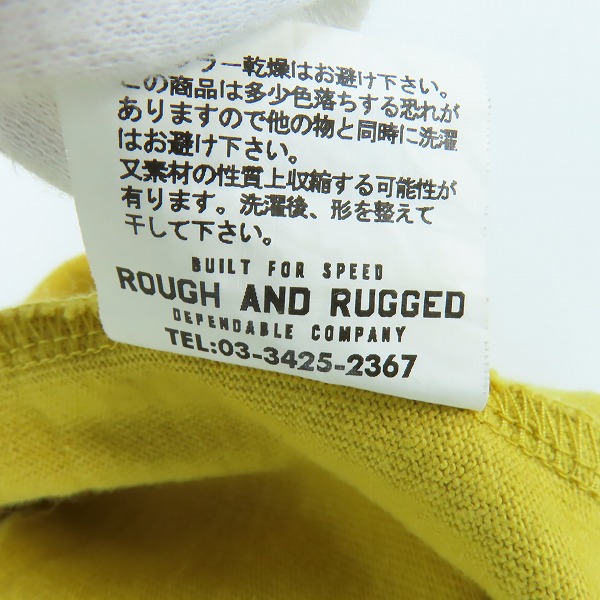 ラー乾燥はお避け下さい。
この商品は多少色落ちする恐れが
ありますので他の物と同時に洗濯
はお避け下さい。
又素材の性質上収縮する可能性が
有ります。洗濯後、形を整えて
干して下さい。
BUILT FOR SPEED
ROUGH AND RUGGED
DEPENDABLE COMPANY
TEL:03-3425-2367